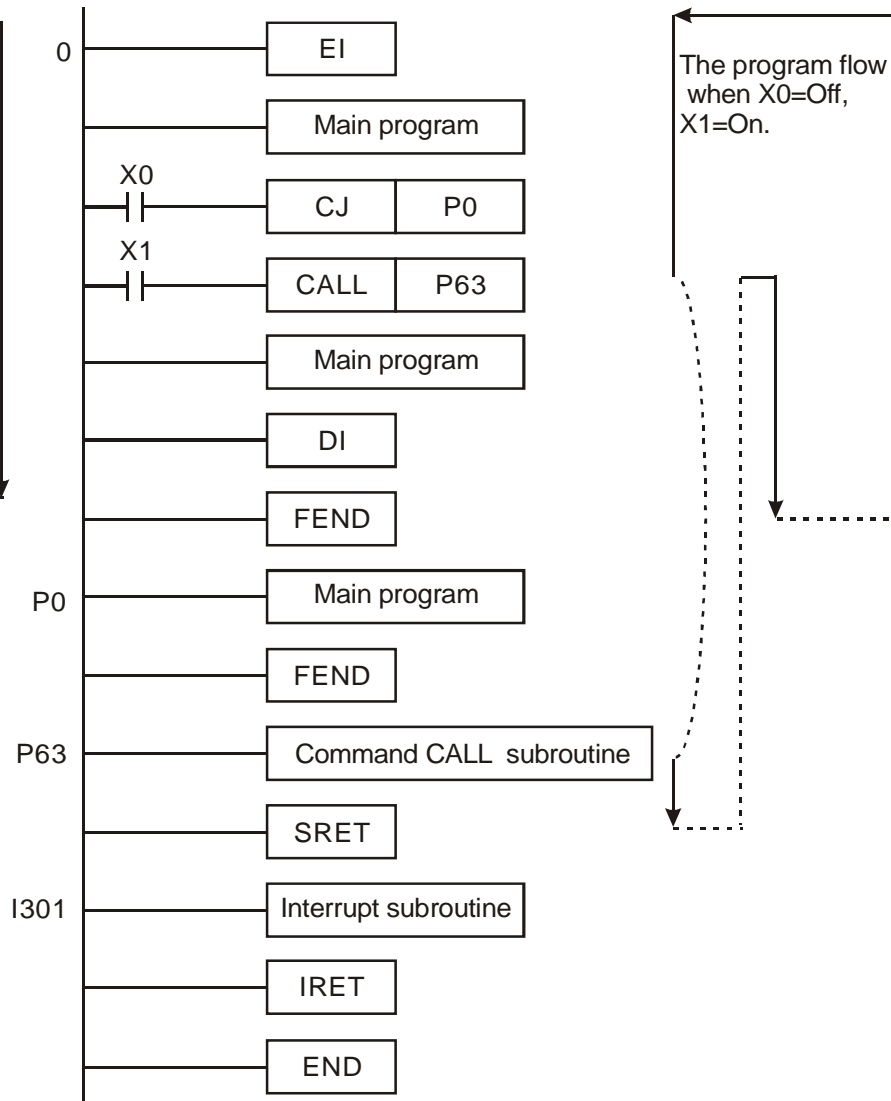 0 EI
The program flow
when X0=Off,
X1=On.
Main program
X0
CJ P0
X1
CALL P63
Main program
DI
FEND
P0 Main program
FEND
P63 Command CALL subroutine
SRET
I301 Interrupt subroutine
IRET
END